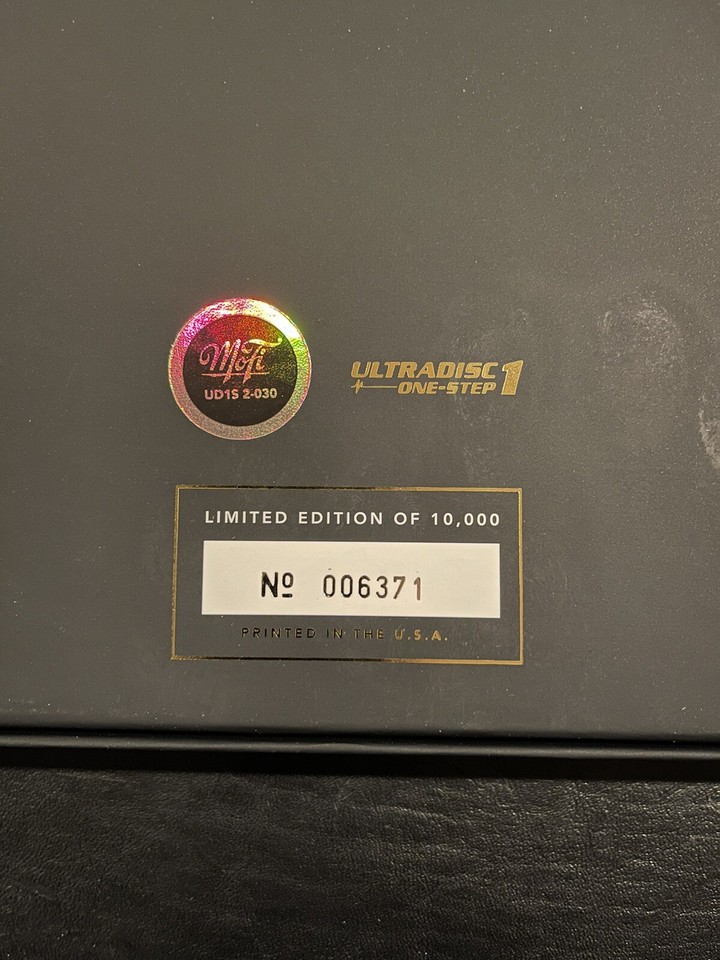 MoFi
UD1S 2-030
ULTRADISC
ONE-STEP 1
LIMITED EDITION OF 10,000
Nº 006371
PRINTED IN THE U.S.A.